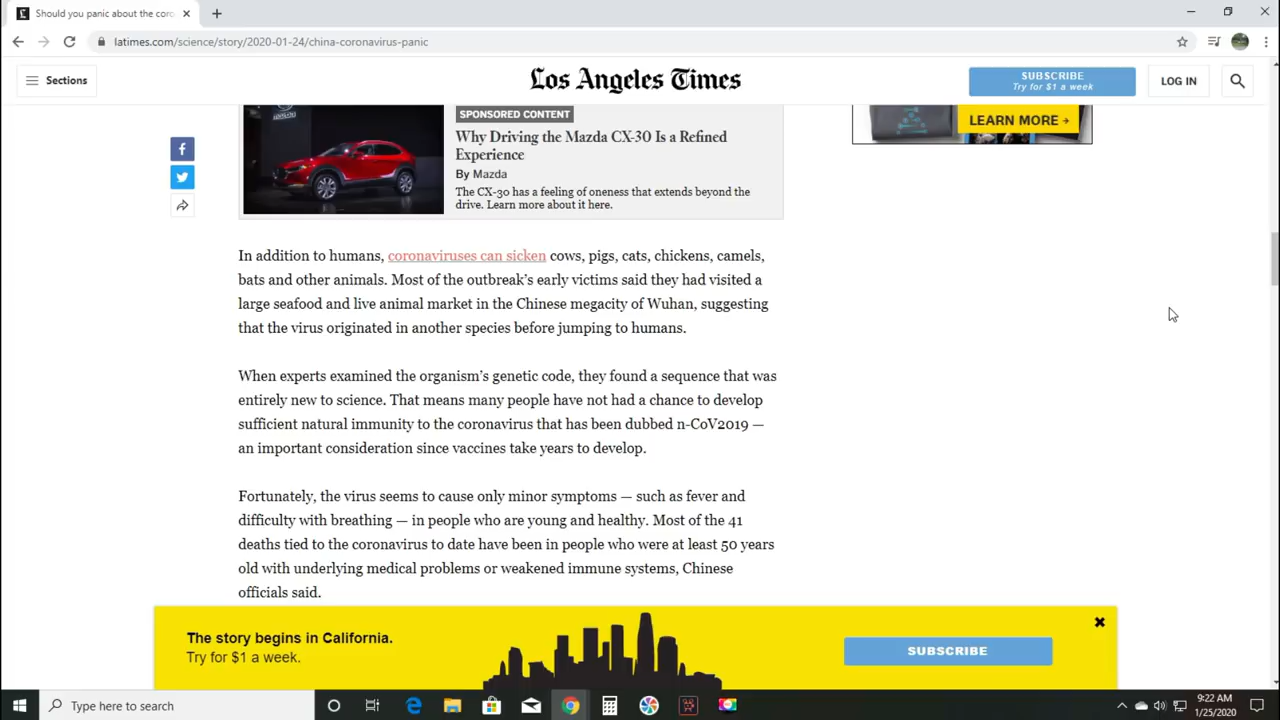 Should you panic about the coro
latimes.com/science/story/2020-01-24/china-coronavirus-panic
Sections
Los Angeles Times
SUBSCRIBE
Try for $1 a week
LOG IN
SPONSORED CONTENT
Why Driving the Mazda CX-30 Is a Refined
Experience
By Mazda
The CX-30 has a feeling of oneness that extends beyond the
drive. Learn more about it here.
LEARN MORE
In addition to humans, coronaviruses can sicken cows, pigs, cats, chickens, camels,
bats and other animals. Most of the outbreak’s early victims said they had visited a
large seafood and live animal market in the Chinese megacity of Wuhan, suggesting
that the virus originated in another species before jumping to humans.
When experts examined the organism’s genetic code, they found a sequence that was
entirely new to science. That means many people have not had a chance to develop
sufficient natural immunity to the coronavirus that has been dubbed n-CoV2019 —
an important consideration since vaccines take years to develop.
Fortunately, the virus seems to cause only minor symptoms — such as fever and
difficulty with breathing — in people who are young and healthy. Most of the 41
deaths tied to the coronavirus to date have been in people who were at least 50 years
old with underlying medical problems or weakened immune systems, Chinese
officials said.
The story begins in California.
Try for $1 a week.
SUBSCRIBE
Type here to search
9:22 AM
1/25/2020